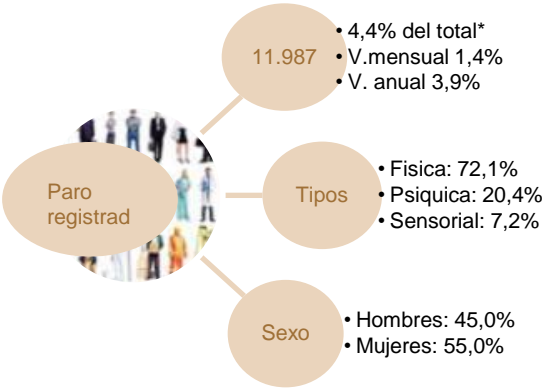 11.987
• 4,4% del total*
• V.mensual 1,4%
• V. anual 3,9%
Paro
registrad
Tipos
• Fisica: 72,1%
• Psiquica: 20,4%
• Sensorial: 7,2%
Sexo
• Hombres: 45,0%
• Mujeres: 55,0%